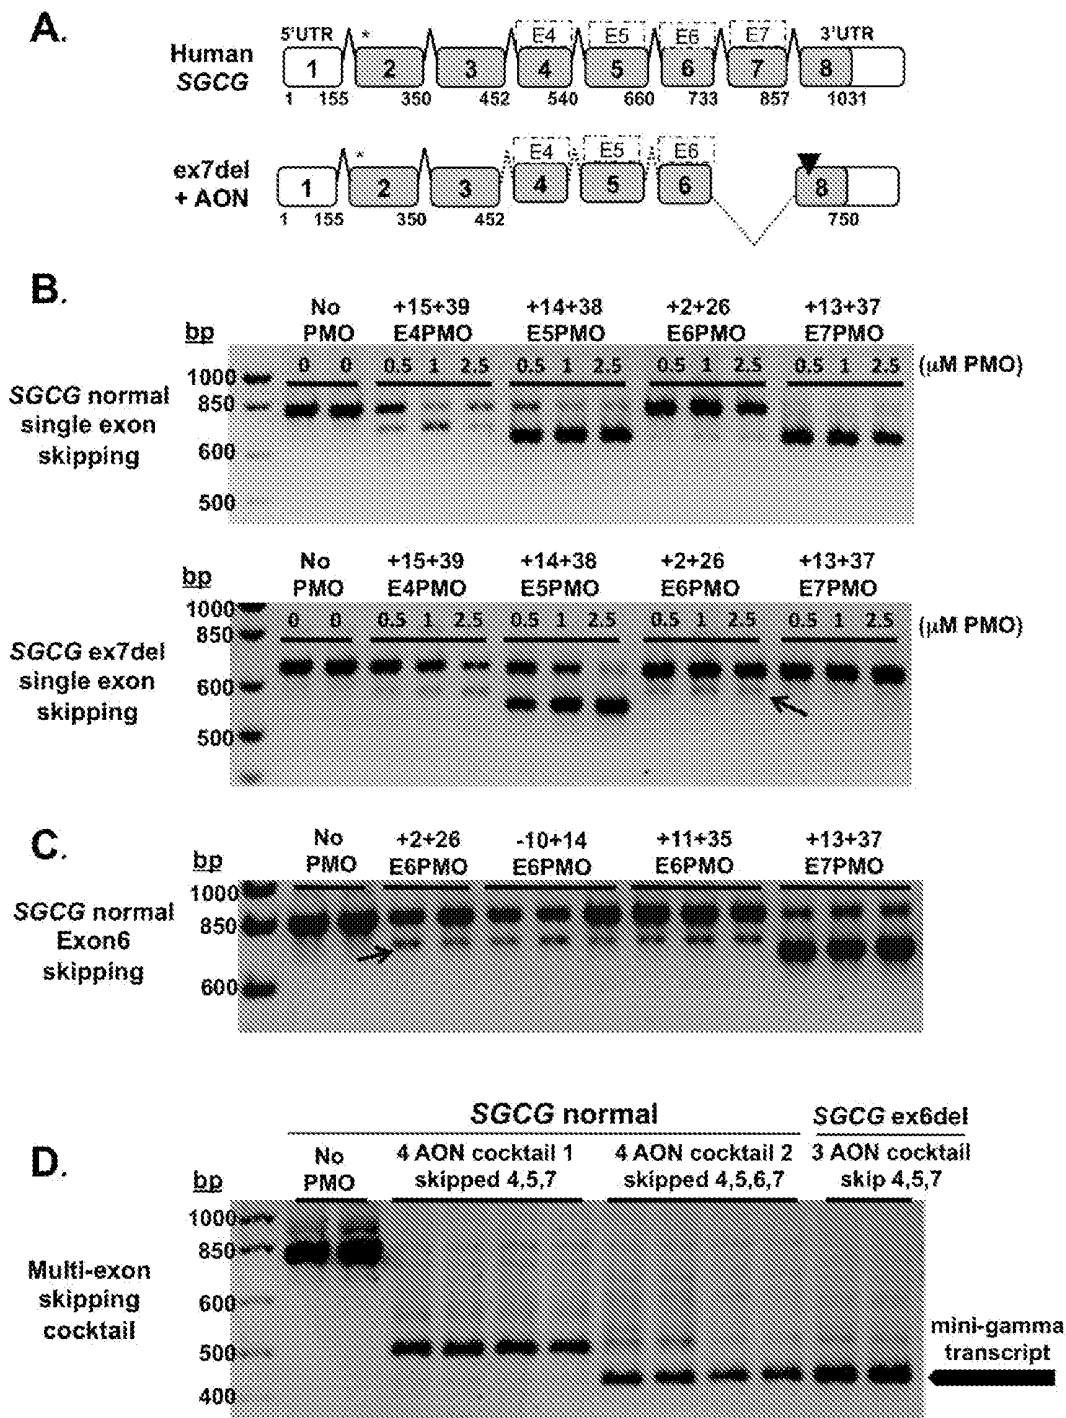 A.
Human
SGCG
5'UTR * E4 E5 E6 E7 3'UTR
1 2 3 4 5 6 7 8
1 155 350 452 540 660 733 857 1031
ex7del
+ AON
* E4 E5 E6
1 2 3 4 5 6 8
1 155 350 452 750
B.
No +15+39 +14+38 +2+26 +13+37
bp PMO E4PMO E5PMO E6PMO E7PMO
0 0 0.5 1 2.5 0.5 1 2.5 0.5 1 2.5 0.5 1 2.5 (μM PMO)
1000
850
600
500
SGCG normal
single exon
skipping
No +15+39 +14+38 +2+26 +13+37
bp PMO E4PMO E5PMO E6PMO E7PMO
0 0 0.5 1 2.5 0.5 1 2.5 0.5 1 2.5 0.5 1 2.5 (μM PMO)
1000
850
600
500
SGCG ex7del
single exon
skipping
C.
No +2+26 -10+14 +11+35 +13+37
bp PMO E6PMO E6PMO E6PMO E7PMO
1000
850
600
SGCG normal
Exon6
skipping
D.
SGCG normal SGCG ex6del
No 4 AON cocktail 1 4 AON cocktail 2 3 AON cocktail
bp PMO skipped 4,5,7 skipped 4,5,6,7 skip 4,5,7
1000
850
600
500
400
Multi-exon
skipping
cocktail
mini-gamma
transcript